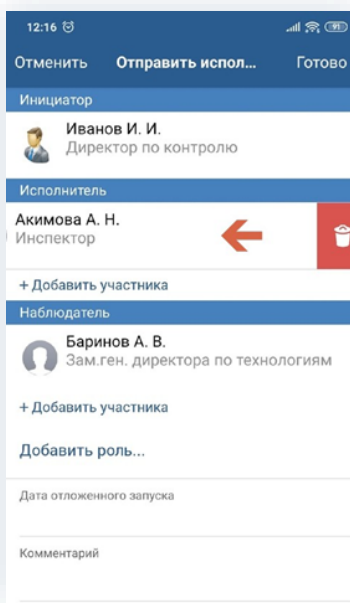 12:16
91
Отменить Отправить испол... Готово
Инициатор
Иванов И. И.
Директор по контролю
Исполнитель
Акимова А. Н.
Инспектор
+ Добавить участника
Наблюдатель
Баринов А. В.
Зам.ген. директора по технологиям
+ Добавить участника
Добавить роль...
Дата отложенного запуска
Комментарий